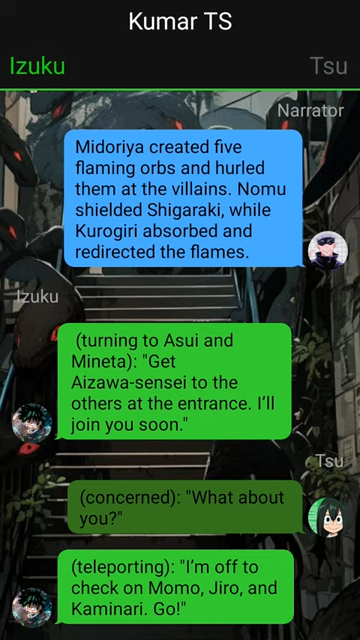 Kumar TS
Izuku
Tsu
Narrator
Midoriya created five
flaming orbs and hurled
them at the villains. Nomu
shielded Shigaraki, while
Kurogiri absorbed and
redirected the flames.
Izuku
(turning to Asui and
Mineta): "Get
Aizawa-sensei to the
others at the entrance. I’ll
join you soon."
Tsu
(concerned): "What about
you?"
(teleporting): "I’m off to
check on Momo, Jiro, and
Kaminari. Go!"